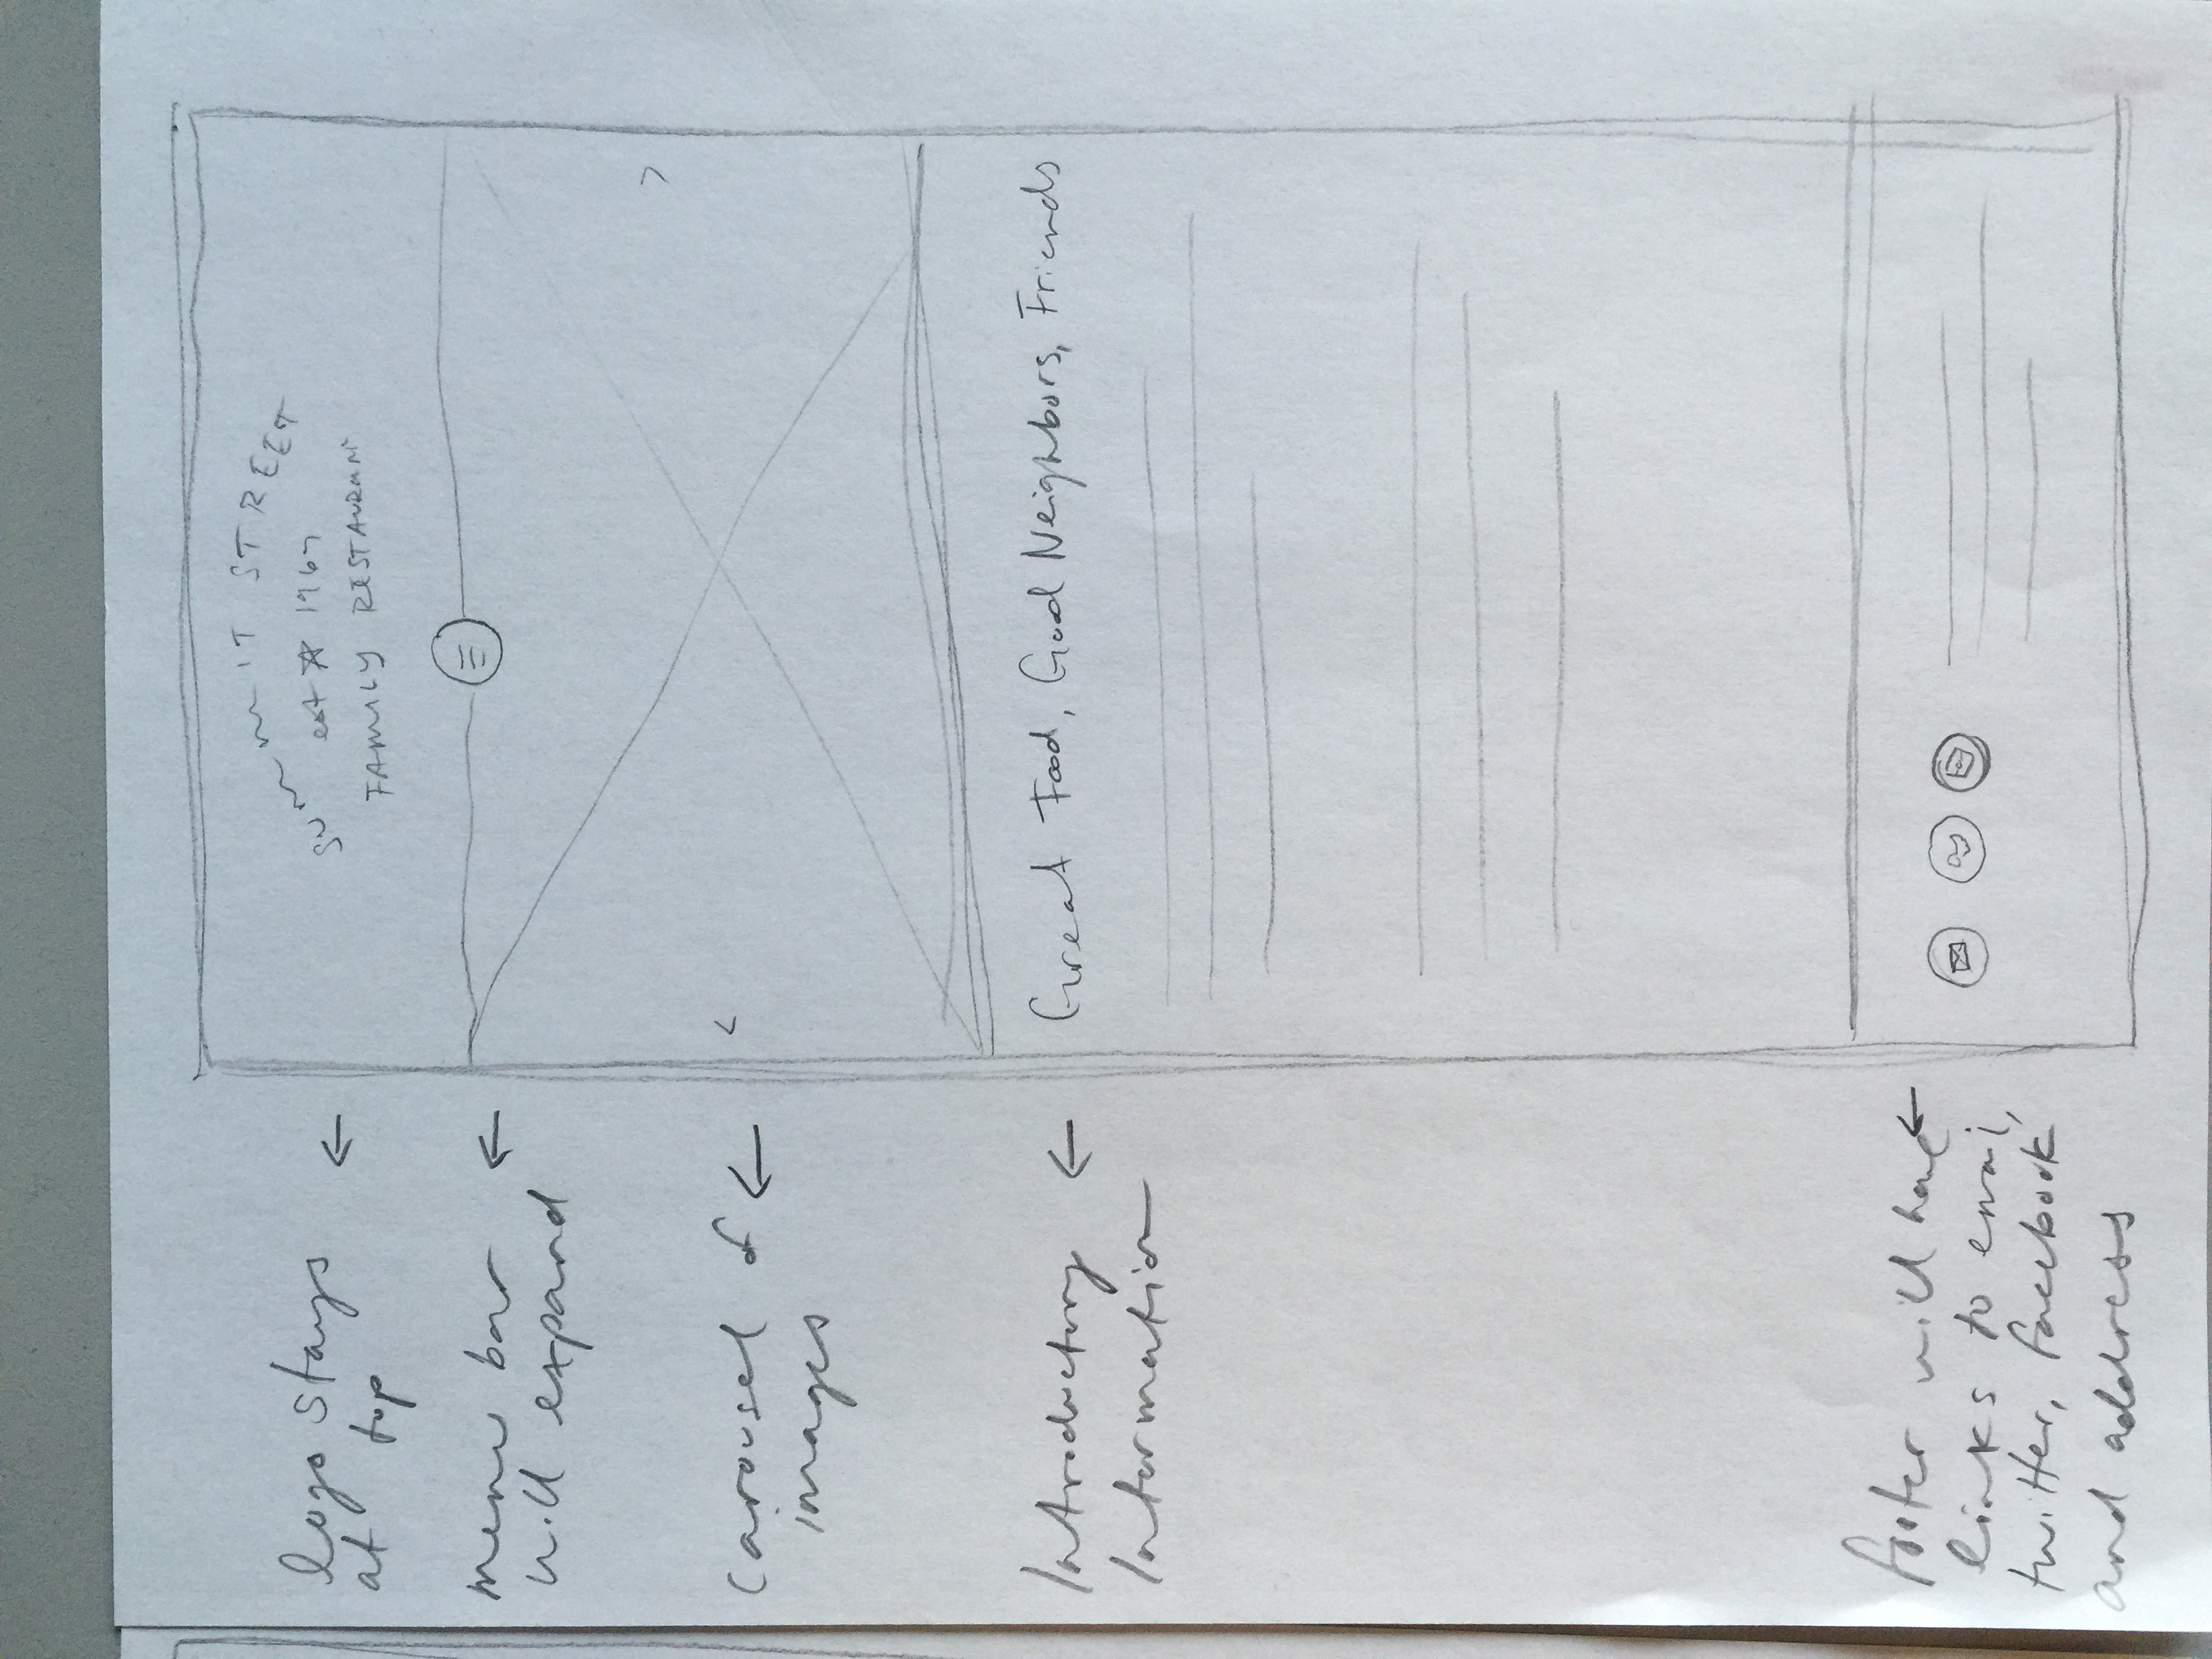 SUMMIT STREET
est ☆ 1967
FAMILY RESTAURANT
logo stays
at top
menu bar
will expand
<
>
carousel of
images
Introductory
Information
Great Food, Good Neighbors, Friends
footer will have
links to email,
twitter, facebook
and address